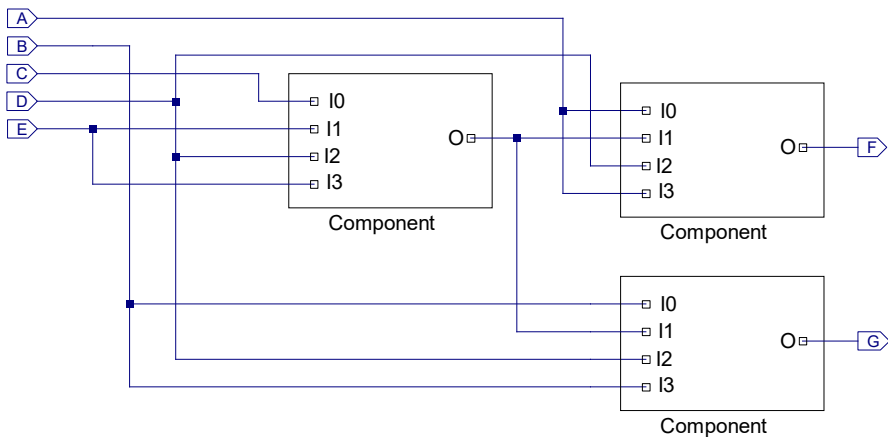 A
B
C
D
E
I0
I1
I2
I3
O
Component
I0
I1
I2
I3
O
Component
F
I0
I1
I2
I3
O
Component
G